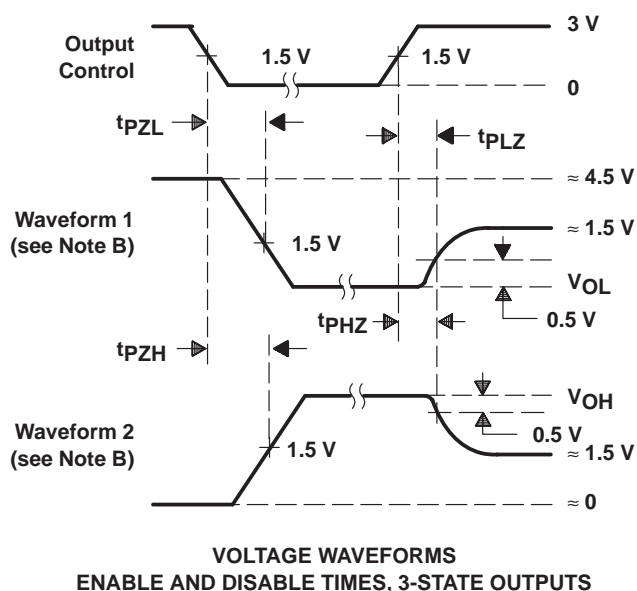 Output
Control
1.5 V
1.5 V
3 V
0
tPZL
tPLZ
≈ 4.5 V
Waveform 1
(see Note B)
1.5 V
≈ 1.5 V
VOL
0.5 V
tPHZ
tPZH
Waveform 2
(see Note B)
1.5 V
VOH
0.5 V
≈ 1.5 V
≈ 0
VOLTAGE WAVEFORMS
ENABLE AND DISABLE TIMES, 3-STATE OUTPUTS